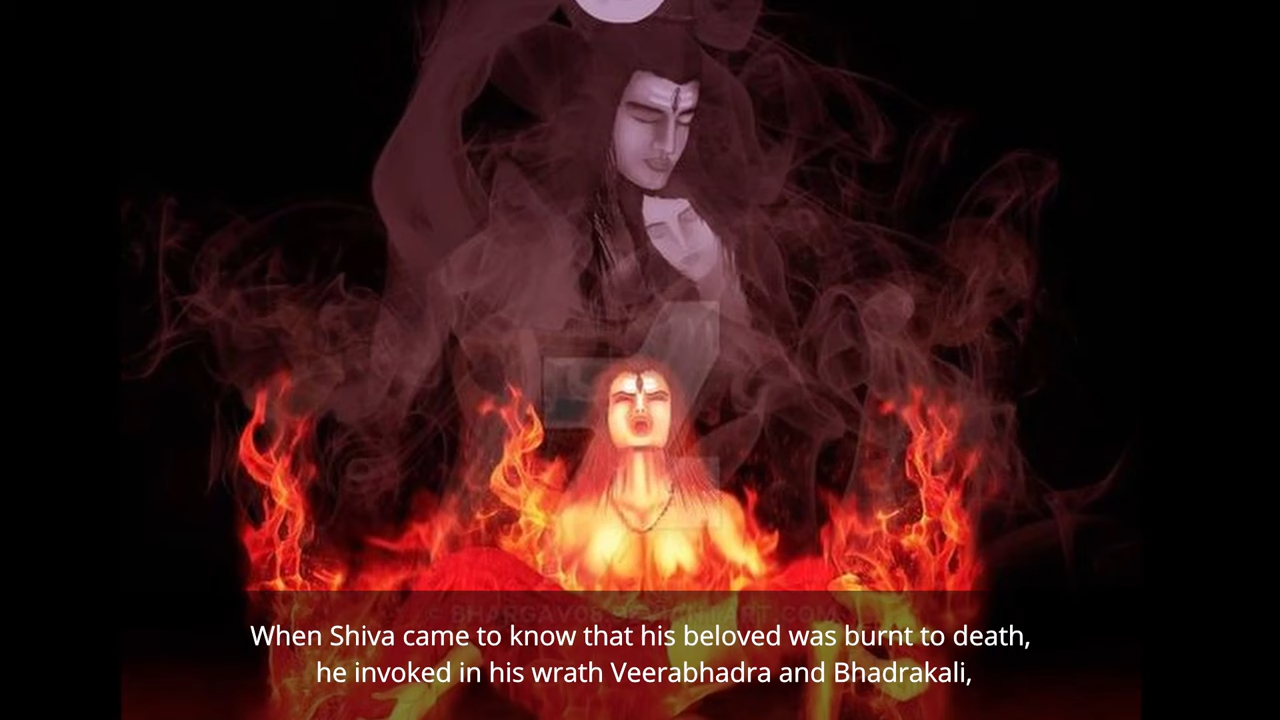 When Shiva came to know that his beloved was burnt to death,
he invoked in his wrath Veerabhadra and Bhadrakali,